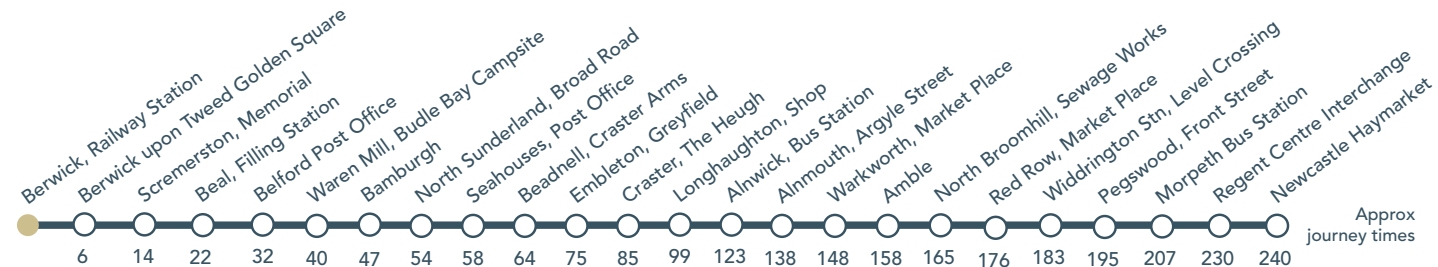 Berwick, Railway Station
Berwick upon Tweed Golden Square
Scremerston, Memorial
Beal, Filling Station
Belford Post Office
Waren Mill, Budle Bay Campsite
Bamburgh
North Sunderland, Broad Road
Seahouses, Post Office
Beadnell, Craster Arms
Embleton, Greyfield
Craster, The Heugh
Longhaughton, Shop
Alnwick, Bus Station
Alnmouth, Argyle Street
Warkworth, Market Place
Amble
North Broomhill, Sewage Works
Red Row, Market Place
Widdrington Stn, Level Crossing
Pegswood, Front Street
Morpeth Bus Station
Regent Centre Interchange
Newcastle Haymarket
Approx
journey times
6 14 22 32 40 47 54 58 64 75 85 99 123 138 148 158 165 176 183 195 207 230 240